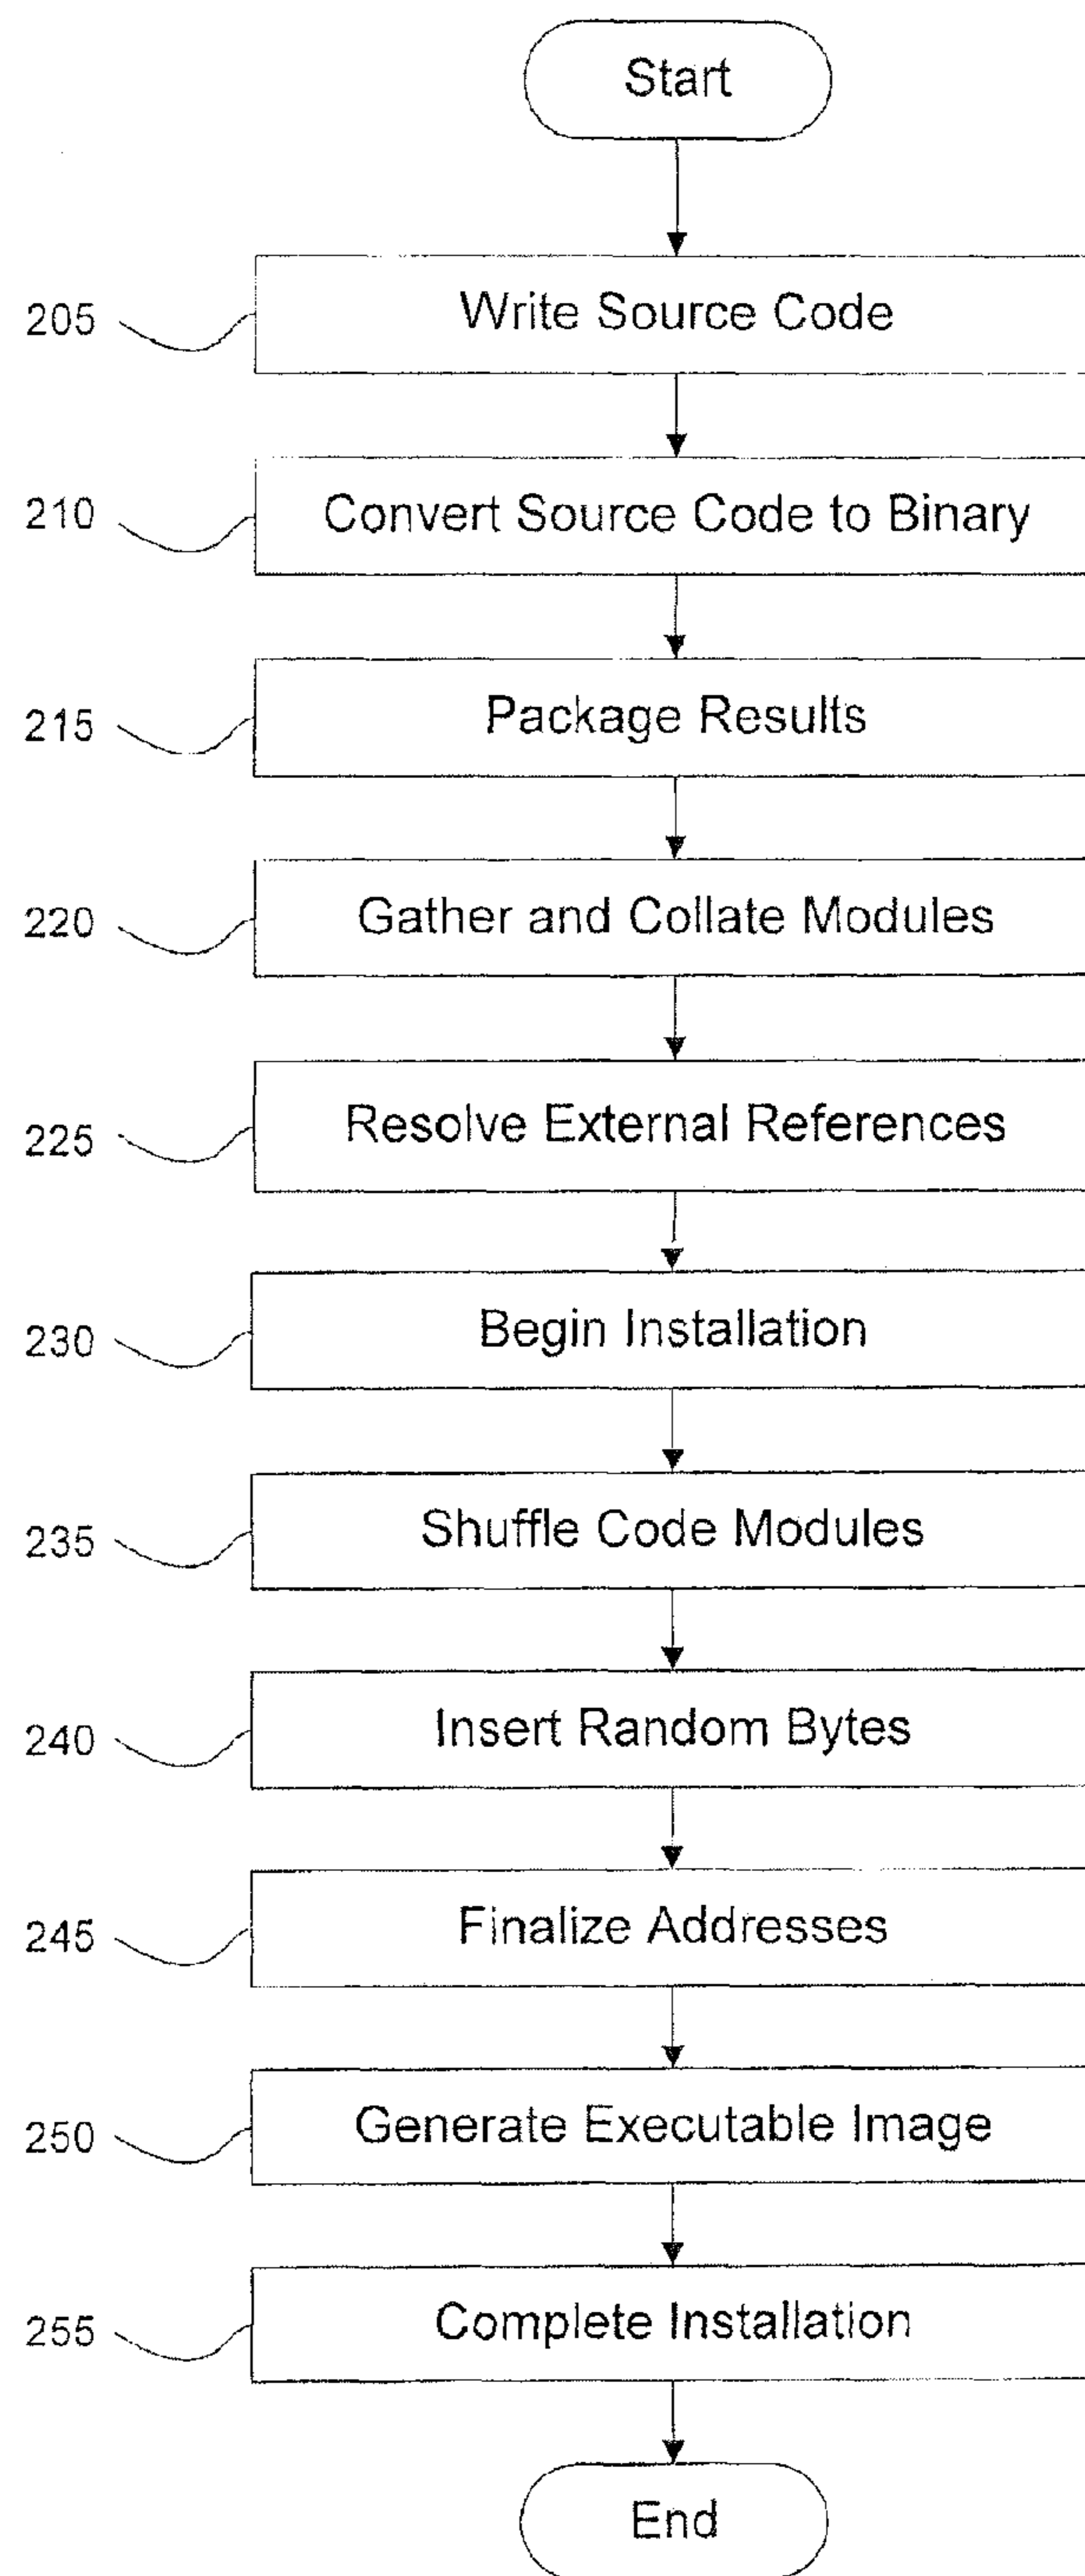 Start
205 Write Source Code
210 Convert Source Code to Binary
215 Package Results
220 Gather and Collate Modules
225 Resolve External References
230 Begin Installation
235 Shuffle Code Modules
240 Insert Random Bytes
245 Finalize Addresses
250 Generate Executable Image
255 Complete Installation
End